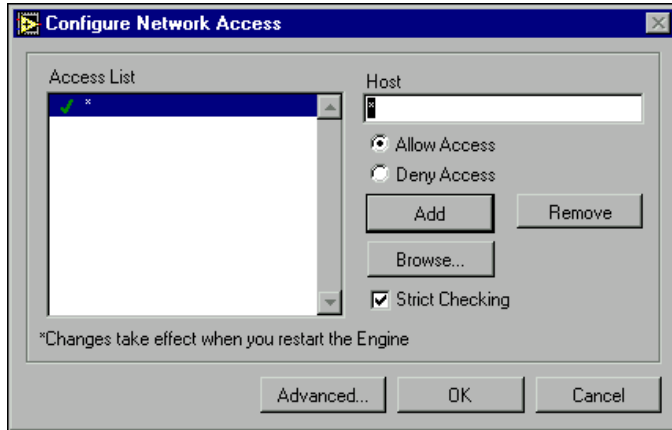 Configure Network Access
Access List
*
Host
*
Allow Access
Deny Access
Add
Remove
Browse...
Strict Checking
*Changes take effect when you restart the Engine
Advanced...
OK
Cancel